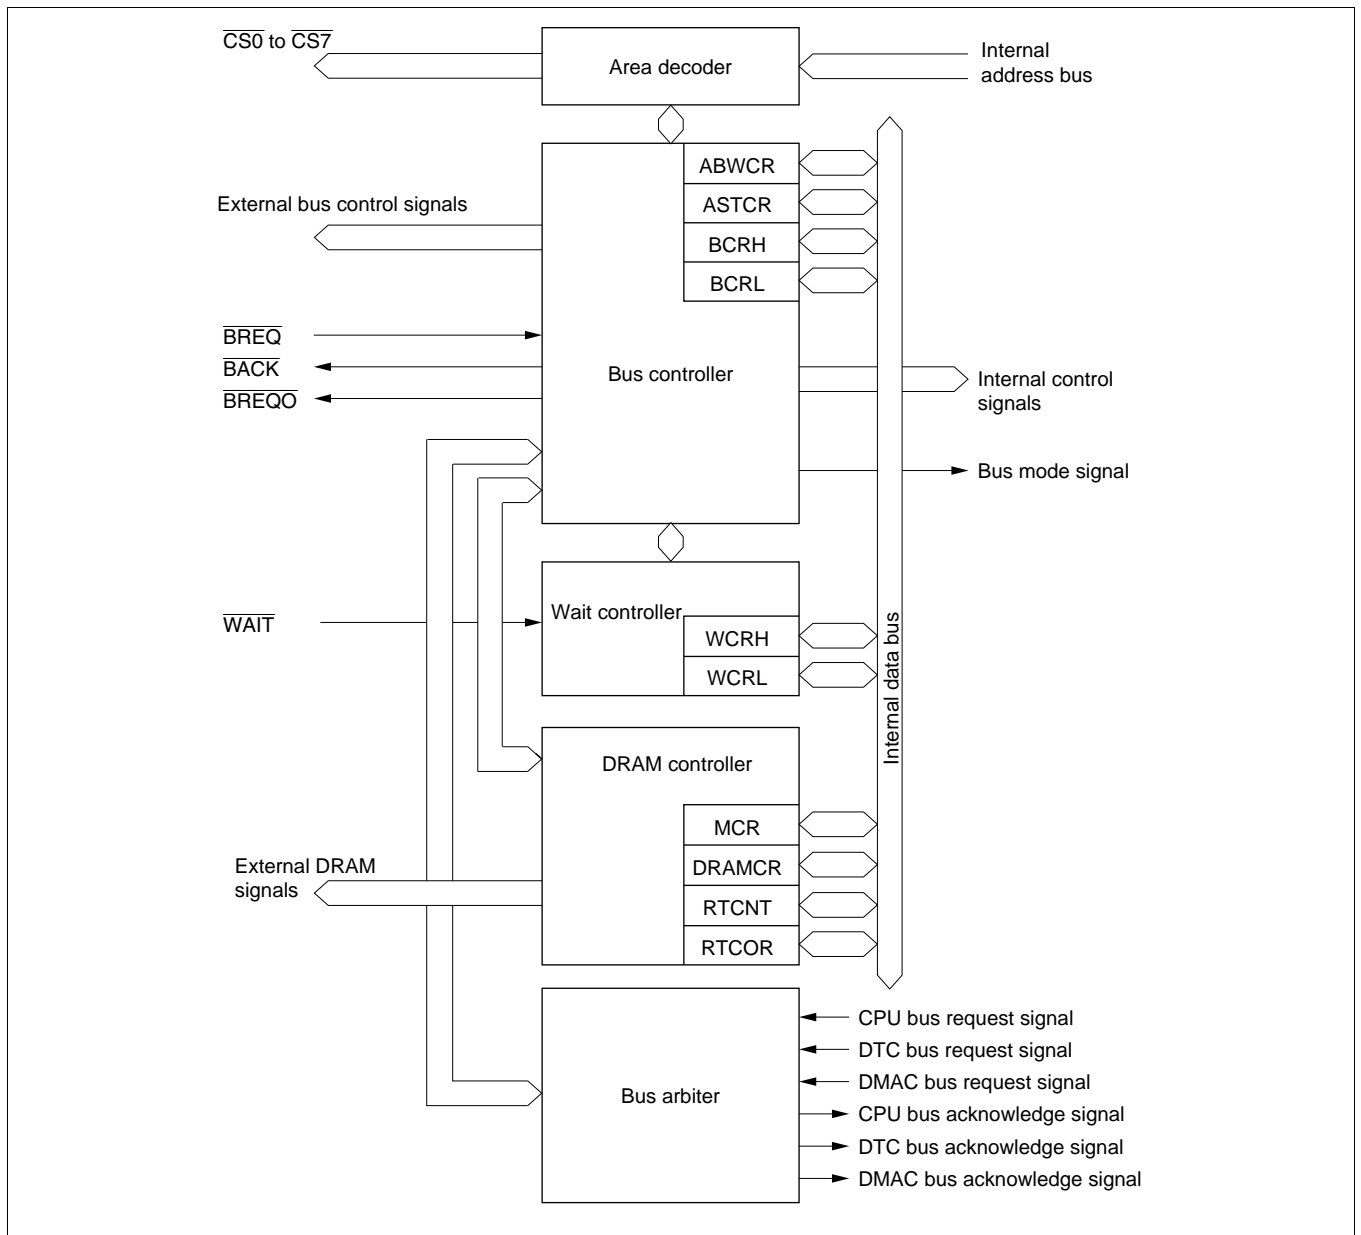 CS0 to CS7
Area decoder
Internal
address bus
ABWCR
ASTCR
BCRH
BCRL
External bus control signals
BREQ
BACK
BREQO
Bus controller
Internal control
signals
Bus mode signal
WAIT
Wait controller
WCRH
WCRL
Internal data bus
DRAM controller
MCR
DRAMCR
RTCNT
RTCOR
External DRAM
signals
Bus arbiter
CPU bus request signal
DTC bus request signal
DMAC bus request signal
CPU bus acknowledge signal
DTC bus acknowledge signal
DMAC bus acknowledge signal